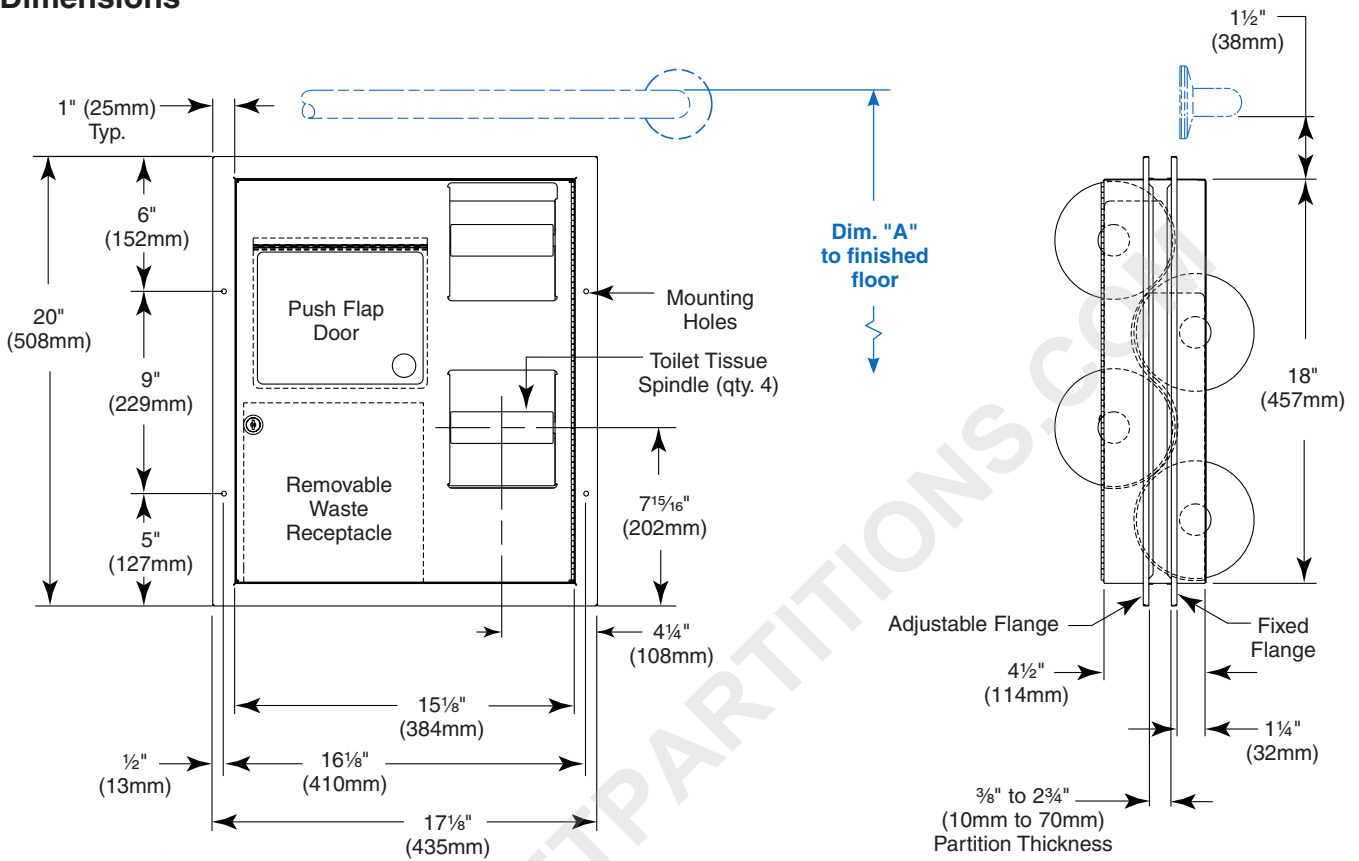 Dimensions
1½"
(38mm)
1" (25mm)
Typ.
6"
(152mm)
20"
(508mm)
9"
(229mm)
5"
(127mm)
Push Flap
Door
Removable
Waste
Receptacle
Mounting
Holes
Toilet Tissue
Spindle (qty. 4)
Dim. "A"
to finished
floor
7¹⁵⁄₁₆"
(202mm)
4¼"
(108mm)
15⅛"
(384mm)
½"
(13mm)
16⅛"
(410mm)
17⅛"
(435mm)
18"
(457mm)
Adjustable Flange
Fixed
Flange
4½"
(114mm)
1¼"
(32mm)
⅜" to 2¾"
(10mm to 70mm)
Partition Thickness
TPARTITIONS.COM